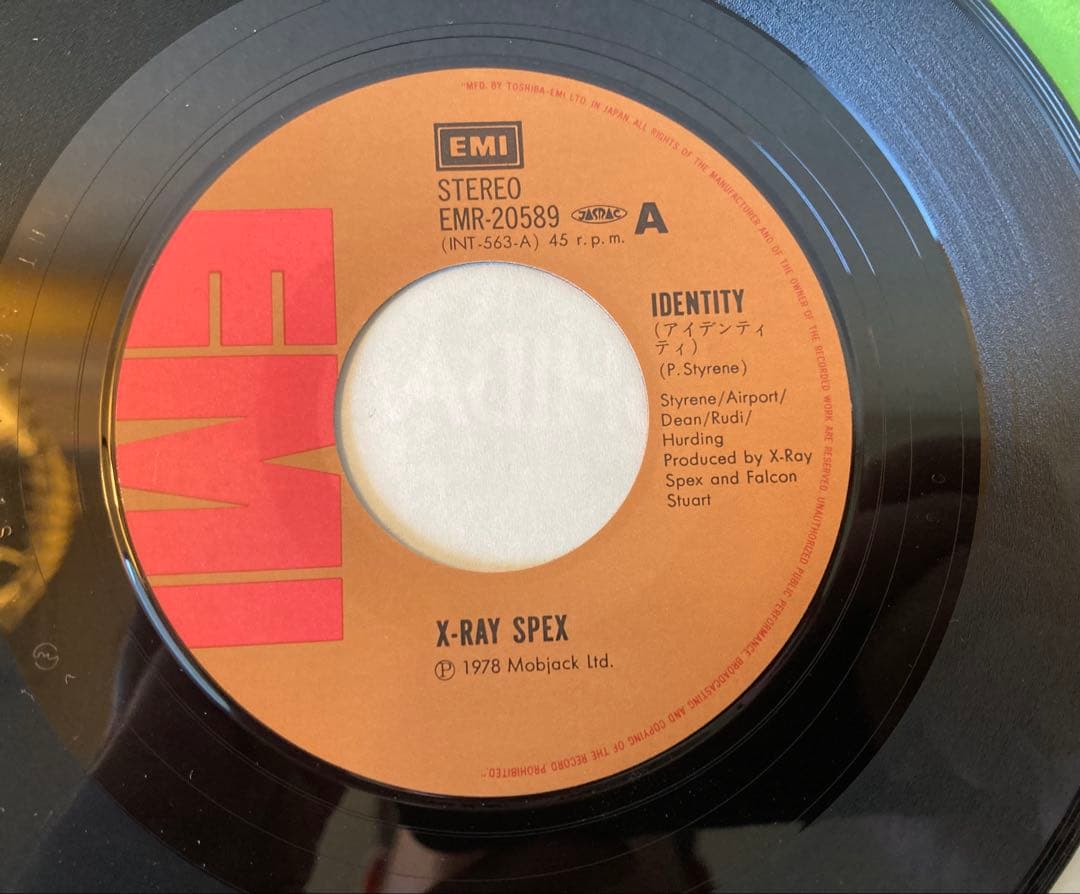 "MFD. BY TOSHIBA-EMI LTD. IN JAPAN. ALL RIGHTS OF THE MANUFACTURER AND OF THE OWNER OF THE RECORDED WORK ARE RESERVED. UNAUTHORIZED PUBLIC PERFORMANCE BROADCASTING AND COPYING OF THE RECORD PROHIBITED."
EMI
STEREO
EMR-20589 JASRAC A
(INT-563-A) 45 r.p.m.
EMI
IDENTITY
(アイデンティ
ティ)
(P. Styrene)
Styrene/Airport/
Dean/Rudi/
Hurding
Produced by X-Ray
Spex and Falcon
Stuart
X-RAY SPEX
Ⓟ 1978 Mobjack Ltd.